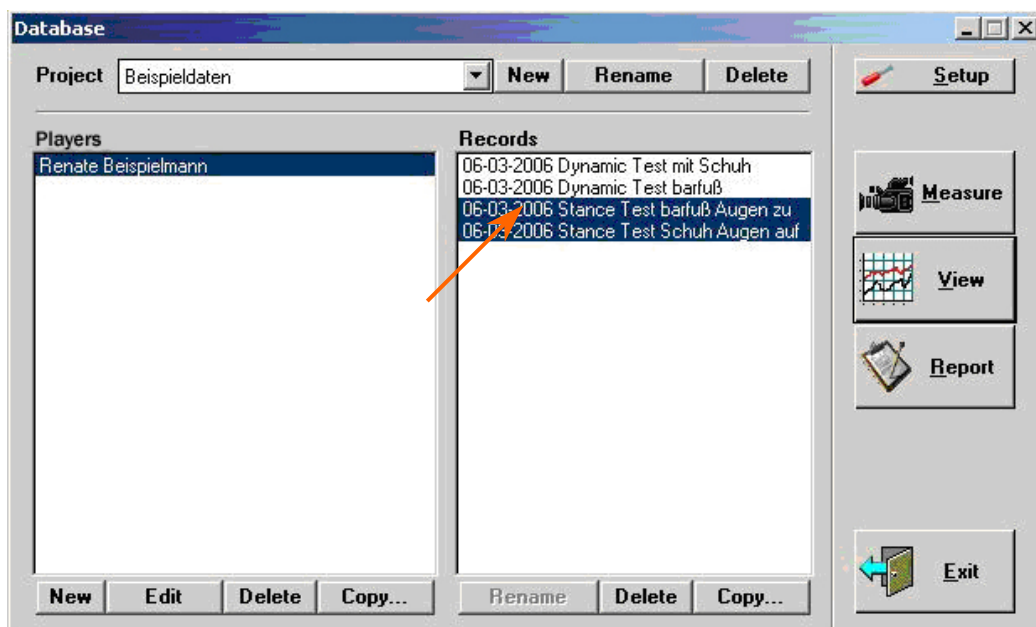 Database
Project Beispieldaten New Rename Delete
Setup
Players
Records
Renate Beispielmann
06-03-2006 Dynamic Test mit Schuh
06-03-2006 Dynamic Test barfuß
06-03-2006 Stance Test barfuß Augen zu
06-03-2006 Stance Test Schuh Augen auf
Measure
View
Report
Exit
New Edit Delete Copy...
Rename Delete Copy...